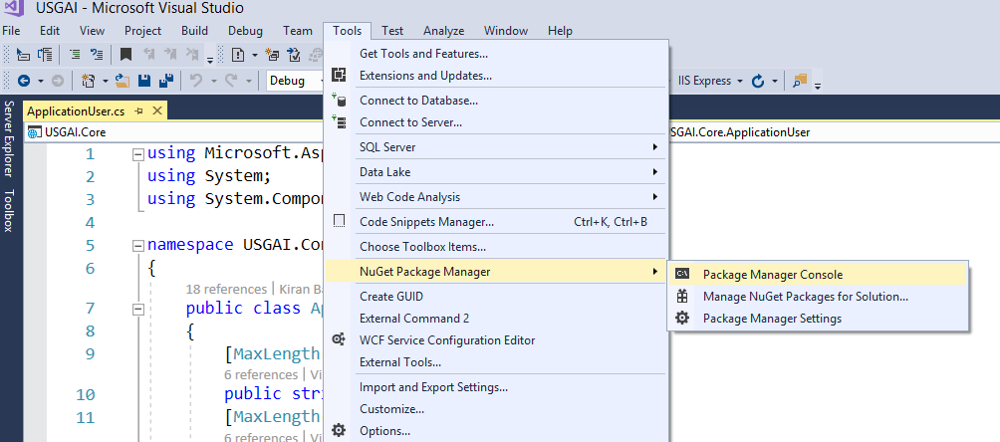 USGAI - Microsoft Visual Studio
File Edit View Project Build Debug Team Tools Test Analyze Window Help
Get Tools and Features...
Extensions and Updates...
Debug
IIS Express
Connect to Database...
ApplicationUser.cs
Connect to Server...
USGAI.Core
SGAI.Core.ApplicationUser
SQL Server
Data Lake
Web Code Analysis
Code Snippets Manager... Ctrl+K, Ctrl+B
Choose Toolbox Items...
NuGet Package Manager
Package Manager Console
Manage NuGet Packages for Solution...
Package Manager Settings
Create GUID
External Command 2
WCF Service Configuration Editor
External Tools...
Import and Export Settings...
Customize...
Options...
Server Explorer
Toolbox
1 using Microsoft.Asp
2 using System;
3 using System.Compo
4
5 namespace USGAI.Co
6 {
18 references | Kiran B
7 public class A
8 {
9 [MaxLength
6 references | Vi
10 public stri
11 [MaxLength
6 references | Vi